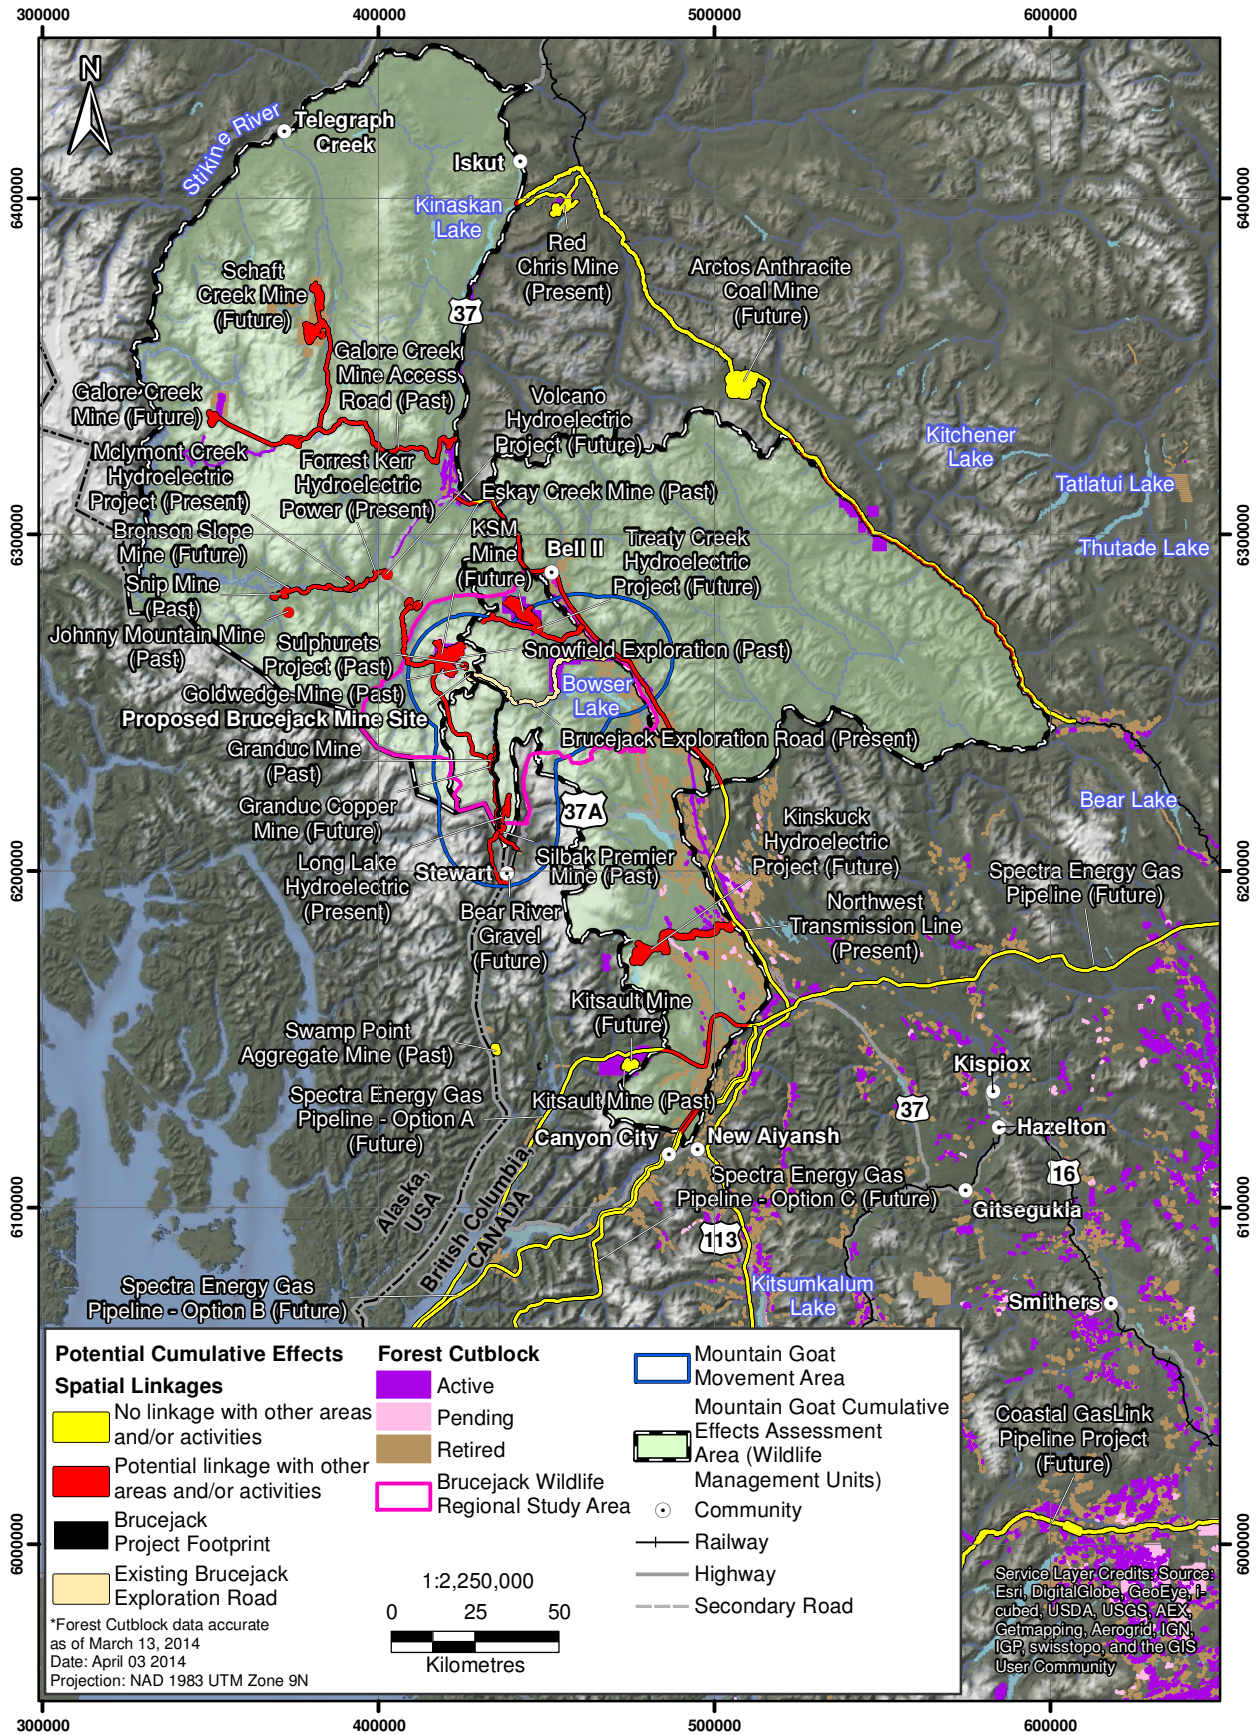 300000
400000
500000
600000
N
Telegraph
Creek
Stikine River
Iskut
6400000
6400000
Kinaskan
Lake
Red
Chris Mine
(Present)
Arctos Anthracite
Coal Mine
(Future)
Schaft
Creek Mine
(Future)
37
Galore Creek
Mine Access
Road (Past)
Galore Creek
Mine (Future)
Volcano
Hydroelectric
Project (Future)
Kitchener
Lake
Mclymont Creek
Hydroelectric
Project (Present)
Forrest Kerr
Hydroelectric
Power (Present)
Tatlatui Lake
Eskay Creek Mine (Past)
6300000
6300000
Bronson Slope
Mine (Future)
KSM
Mine
(Future)
Bell II
Treaty Creek
Hydroelectric
Project (Future)
Thutade Lake
Snip Mine
(Past)
Johnny Mountain Mine
(Past)
Sulphurets
Project (Past)
Snowfield Exploration (Past)
Goldwedge Mine (Past)
Bowser
Lake
Proposed Brucejack Mine Site
Brucejack Exploration Road (Present)
Granduc Mine
(Past)
Granduc Copper
Mine (Future)
37A
Bear Lake
Kinskuck
Hydroelectric
Project (Future)
Long Lake
Hydroelectric
(Present)
Silbak Premier
Mine (Past)
Stewart
6200000
6200000
Spectra Energy Gas
Pipeline (Future)
Bear River
Gravel
(Future)
Northwest
Transmission Line
(Present)
Kitsault Mine
(Future)
Swamp Point
Aggregate Mine (Past)
Kispiox
Spectra Energy Gas
Pipeline - Option A
(Future)
Kitsault Mine (Past)
37
Hazelton
Canyon City
New Aiyansh
16
Spectra Energy Gas
Pipeline - Option C (Future)
Gitsegukla
6100000
6100000
Alaska,
USA
British Columbia,
CANADA
113
Spectra Energy Gas
Pipeline - Option B (Future)
Kitsumkalum
Lake
Smithers
Potential Cumulative Effects
Spatial Linkages
No linkage with other areas
and/or activities
Potential linkage with other
areas and/or activities
Brucejack
Project Footprint
Existing Brucejack
Exploration Road
*Forest Cutblock data accurate
as of March 13, 2014
Date: April 03 2014
Projection: NAD 1983 UTM Zone 9N
Forest Cutblock
Active
Pending
Retired
Brucejack Wildlife
Regional Study Area
1:2,250,000
0 25 50
Kilometres
Mountain Goat
Movement Area
Mountain Goat Cumulative
Effects Assessment
Area (Wildlife
Management Units)
Community
Railway
Highway
Secondary Road
Coastal GasLink
Pipeline Project
(Future)
6000000
6000000
Service Layer Credits: Source:
Esri, DigitalGlobe, GeoEye, i-
cubed, USDA, USGS, AEX,
Getmapping, Aerogrid, IGN,
IGP, swisstopo, and the GIS
User Community
300000
400000
500000
600000